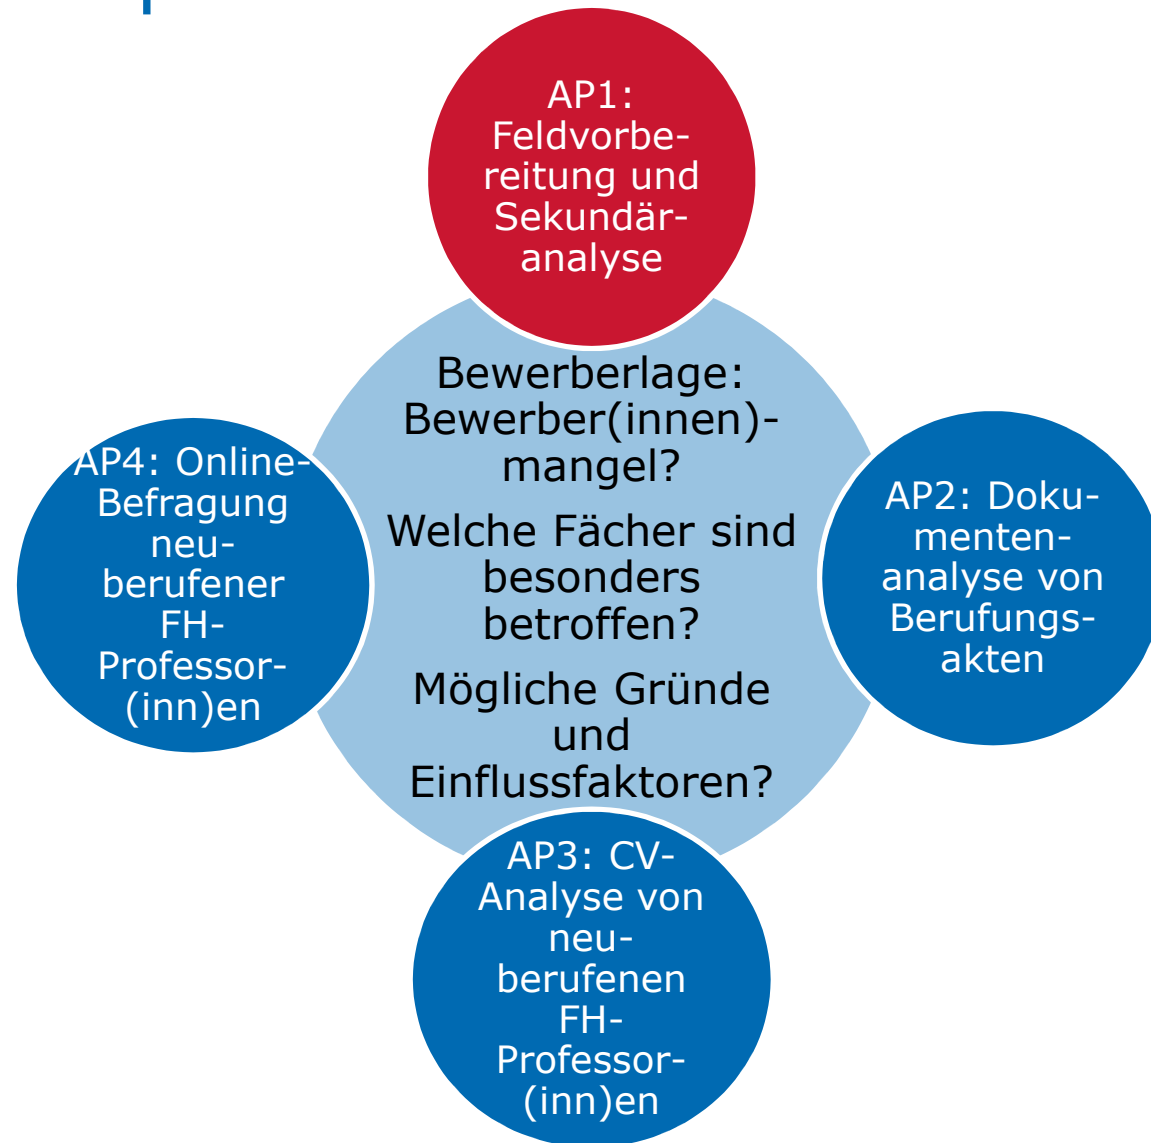 AP1:
Feldvorbe-
reitung und
Sekundär-
analyse
Bewerberlage:
Bewerber(innen)-
mangel?
Welche Fächer sind
besonders
betroffen?
Mögliche Gründe
und
Einflussfaktoren?
AP2: Doku-
menten-
analyse von
Berufungs-
akten
AP3: CV-
Analyse von
neu-
berufenen
FH-
Professor-
(inn)en
AP4: Online-
Befragung
neu-
berufener
FH-
Professor-
(inn)en